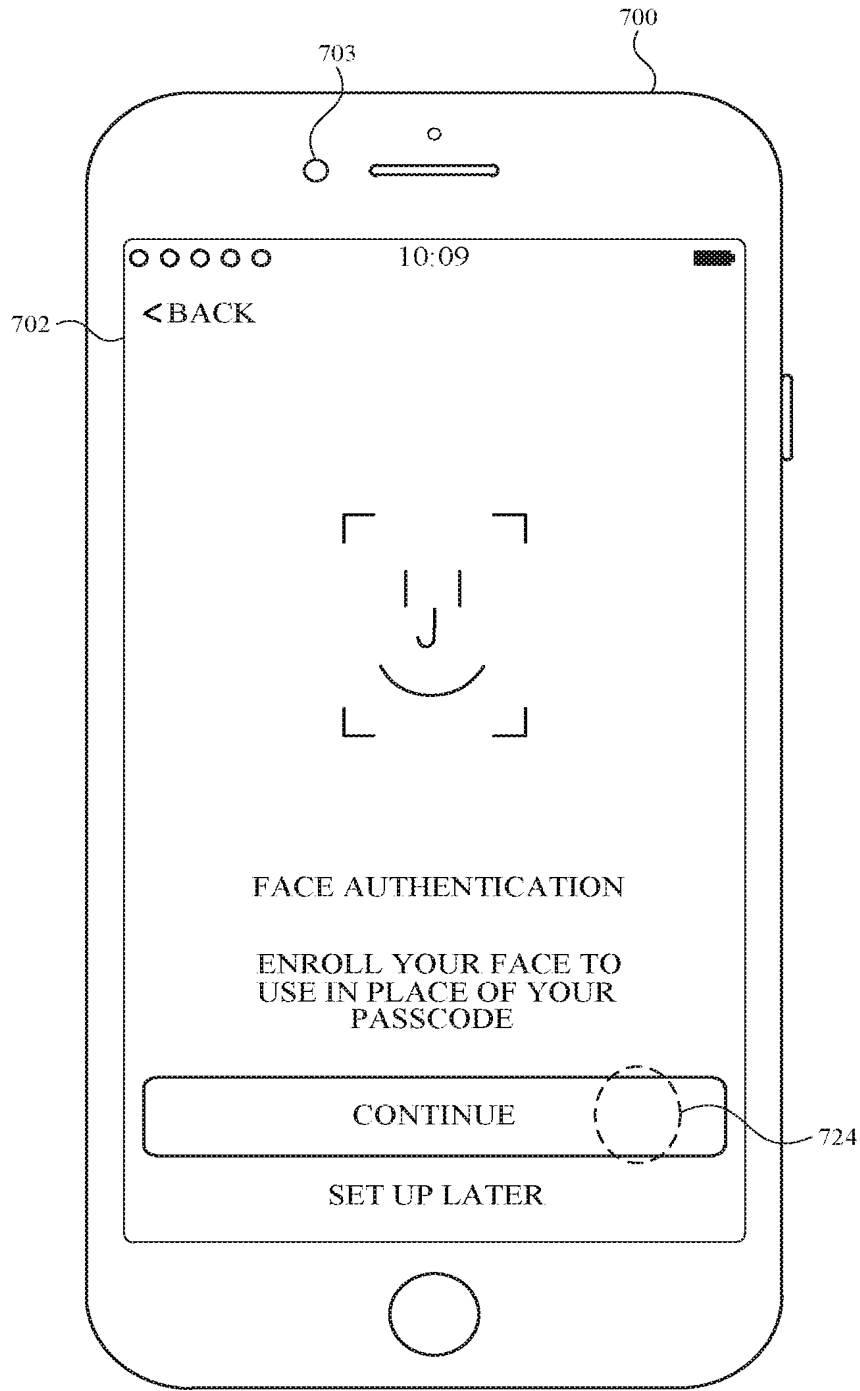 700
703
10:09
<BACK
702
FACE AUTHENTICATION
ENROLL YOUR FACE TO
USE IN PLACE OF YOUR
PASSCODE
CONTINUE
724
SET UP LATER